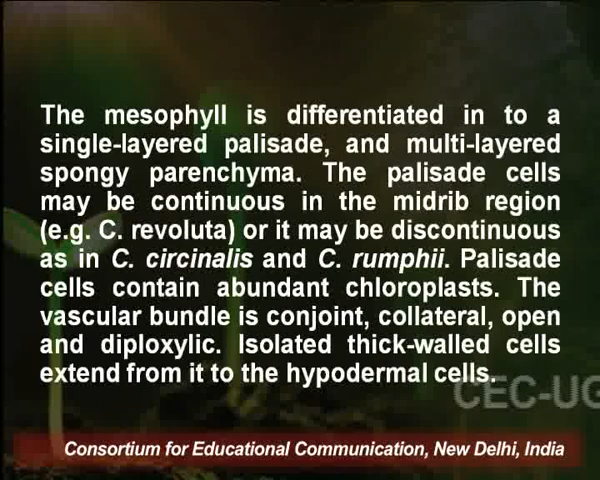 The mesophyll is differentiated in to a
single-layered palisade, and multi-layered
spongy parenchyma. The palisade cells
may be continuous in the midrib region
(e.g. C. revoluta) or it may be discontinuous
as in C. circinalis and C. rumphii. Palisade
cells contain abundant chloroplasts. The
vascular bundle is conjoint, collateral, open
and diploxylic. Isolated thick-walled cells
extend from it to the hypodermal cells.
CEC-UG
Consortium for Educational Communication, New Delhi, India